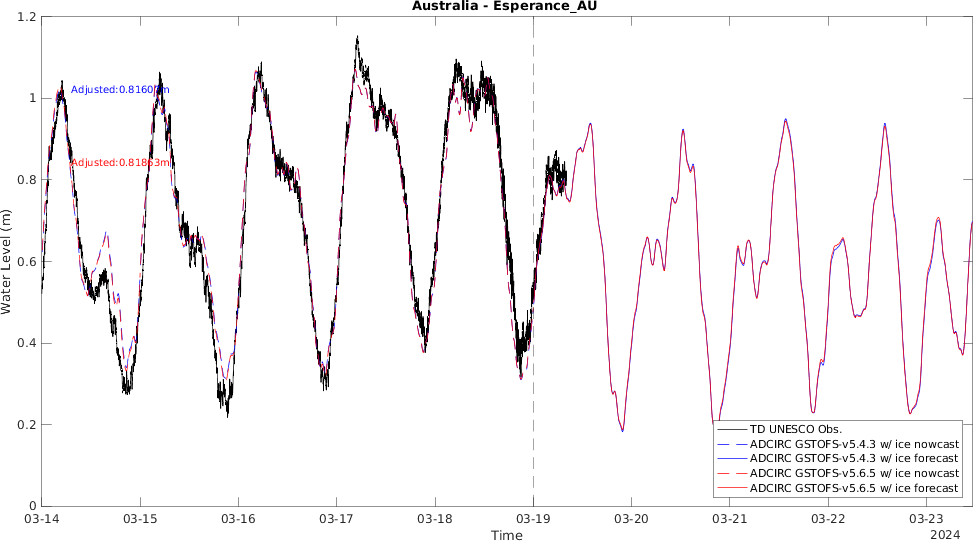 Australia - Esperance_AU
1.2
1
0.8
0.6
0.4
0.2
0
Water Level (m)
Adjusted:0.8160
Adjusted:0.81863m
TD UNESCO Obs.
ADCIRC GSTOFS-v5.4.3 w/ ice nowcast
ADCIRC GSTOFS-v5.4.3 w/ ice forecast
ADCIRC GSTOFS-v5.6.5 w/ ice nowcast
ADCIRC GSTOFS-v5.6.5 w/ ice forecast
03-14 03-15 03-16 03-17 03-18 03-19 03-20 03-21 03-22 03-23
Time
2024